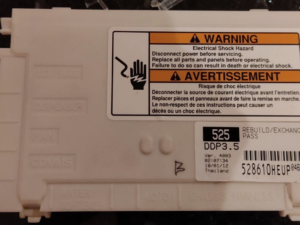 WARNING
Electrical Shock Hazard
Disconnect power before servicing.
Replace all parts and panels before operating.
Failure to do so can result in death or electrical shock.
AVERTISSEMENT
Risque de choc électrique
Déconnecter la source de courant électrique avant l'entretien.
Replacer pièces et panneaux avant de faire la remise en marche.
Le non-respect de ces instructions peut causer un
décès ou un choc électrique.
525
REBUILD/EXCHANG
PASS
DDP3.5
Ver.
Thailand
528610HEUP